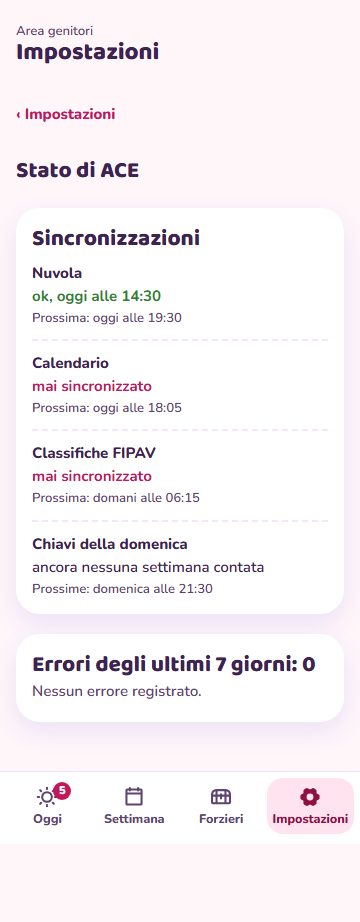 Area genitori
Impostazioni
‹ Impostazioni
Stato di ACE
Sincronizzazioni
Nuvola
ok, oggi alle 14:30
Prossima: oggi alle 19:30
Calendario
mai sincronizzato
Prossima: oggi alle 18:05
Classifiche FIPAV
mai sincronizzato
Prossima: domani alle 06:15
Chiavi della domenica
ancora nessuna settimana contata
Prossime: domenica alle 21:30
Errori degli ultimi 7 giorni: 0
Nessun errore registrato.
5
Oggi Settimana Forzieri Impostazioni